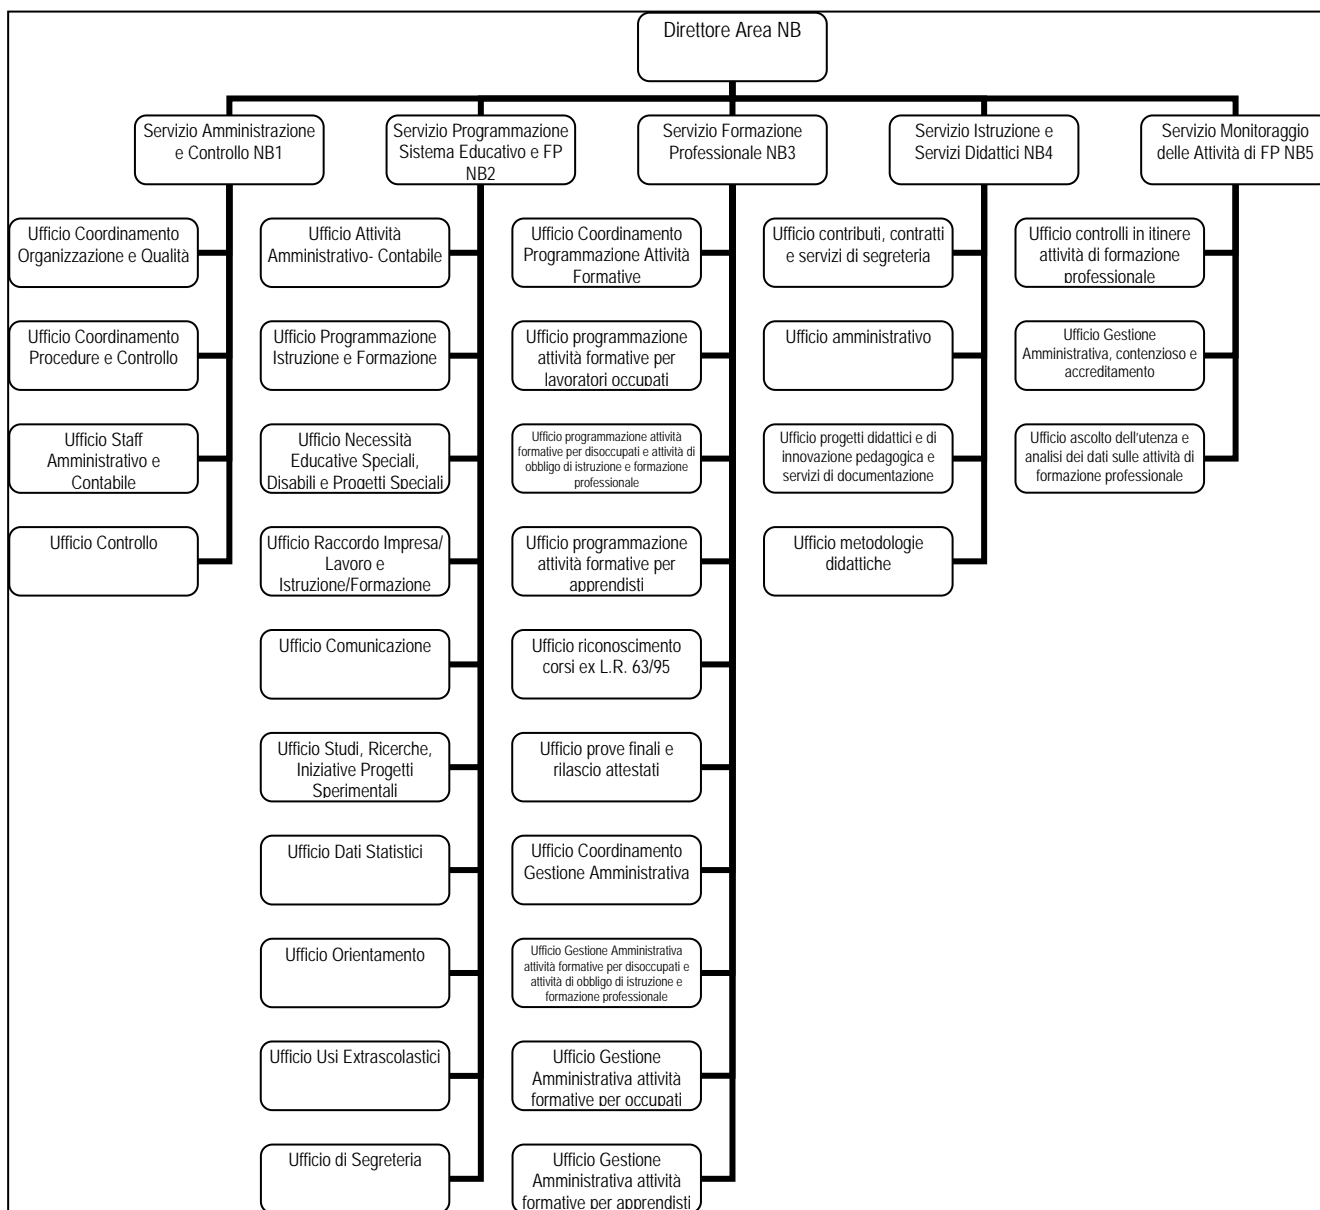 Direttore Area NB
Servizio Amministrazione
e Controllo NB1
Servizio Programmazione
Sistema Educativo e FP
NB2
Servizio Formazione
Professionale NB3
Servizio Istruzione e
Servizi Didattici NB4
Servizio Monitoraggio
delle Attività di FP NB5
Ufficio Coordinamento
Organizzazione e Qualità
Ufficio Coordinamento
Procedure e Controllo
Ufficio Staff
Amministrativo e
Contabile
Ufficio Controllo
Ufficio Attività
Amministrativo- Contabile
Ufficio Programmazione
Istruzione e Formazione
Ufficio Necessità
Educative Speciali,
Disabili e Progetti Speciali
Ufficio Raccordo Impresa/
Lavoro e
Istruzione/Formazione
Ufficio Comunicazione
Ufficio Studi, Ricerche,
Iniziative Progetti
Sperimentali
Ufficio Dati Statistici
Ufficio Orientamento
Ufficio Usi Extrascolastici
Ufficio di Segreteria
Ufficio Coordinamento
Programmazione Attività
Formative
Ufficio programmazione
attività formative per
lavoratori occupati
Ufficio programmazione attività
formative per disoccupati e attività di
obbligo di istruzione e formazione
professionale
Ufficio programmazione
attività formative per
apprendisti
Ufficio riconoscimento
corsi ex L.R. 63/95
Ufficio prove finali e
rilascio attestati
Ufficio Coordinamento
Gestione Amministrativa
Ufficio Gestione Amministrativa
attività formative per disoccupati e
attività di obbligo di istruzione e
formazione professionale
Ufficio Gestione
Amministrativa attività
formative per occupati
Ufficio Gestione
Amministrativa attività
formative per apprendisti
Ufficio contributi, contratti
e servizi di segreteria
Ufficio amministrativo
Ufficio progetti didattici e di
innovazione pedagogica e
servizi di documentazione
Ufficio metodologie
didattiche
Ufficio controlli in itinere
attività di formazione
professionale
Ufficio Gestione
Amministrativa, contenzioso e
accreditamento
Ufficio ascolto dell'utenza e
analisi dei dati sulle attività di
formazione professionale